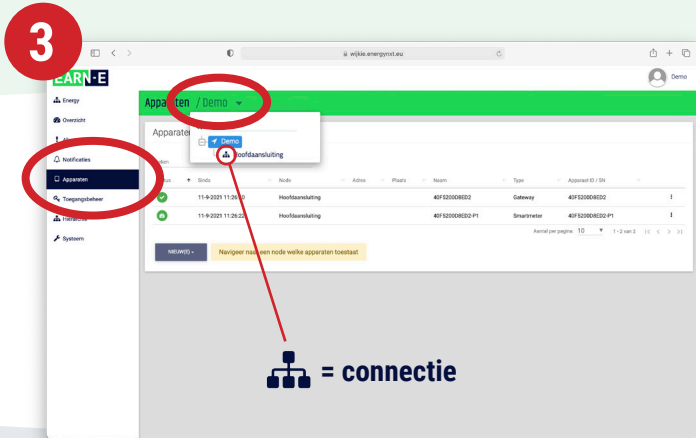 3
wijkie.energynxt.eu
EARN-E
Demo
Energy
Apparaten / Demo
Overzicht
Apparaten
Demo
Hoofdaansluiting
Notificaties
Apparaten
Sinds Node Adres Plaats Naam Type Apparaat ID / SN
11-9-2021 Hoofdaansluiting 40F5200D8ED2 Gateway 40F5200D8ED2
Toegangsbeheer
11-9-2021 11:26:22 Hoofdaansluiting 40F5200D8ED2-P1 Smartmeter 40F5200D8ED2-P1
Hierarchie
Aantal per pagina: 10 1 - 2 van 2
Systeem
NIEUW(E) +
Navigeer naar een node welke apparaten toestaat
= connectie